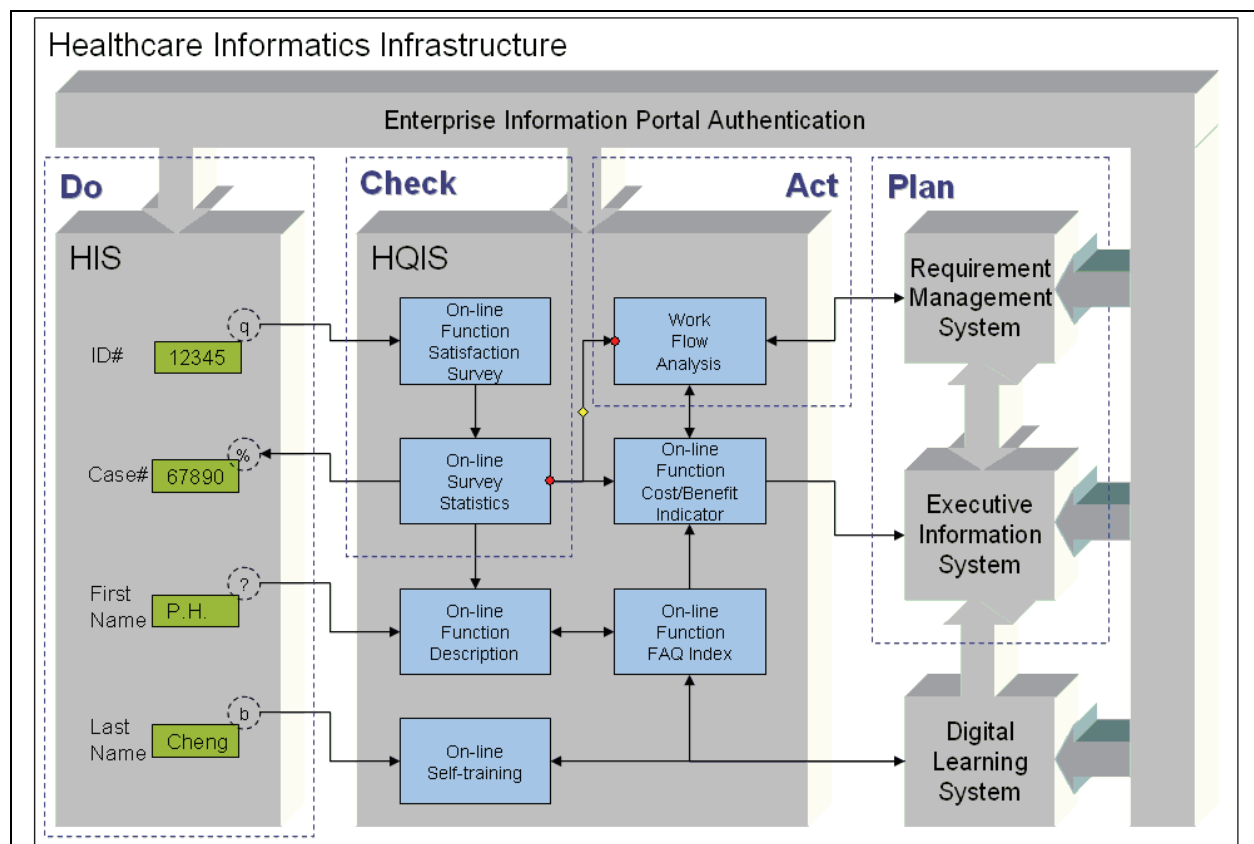 Healthcare Informatics Infrastructure
Enterprise Information Portal Authentication
Do
Check
Act
Plan
HIS
ID#
q
12345
Case#
%
67890
First
Name
?
P.H.
Last
Name
b
Cheng
HQIS
On-line
Function
Satisfaction
Survey
Work
Flow
Analysis
On-line
Survey
Statistics
On-line
Function
Cost/Benefit
Indicator
On-line
Function
Description
On-line
Function
FAQ Index
On-line
Self-training
Requirement
Management
System
Executive
Information
System
Digital
Learning
System